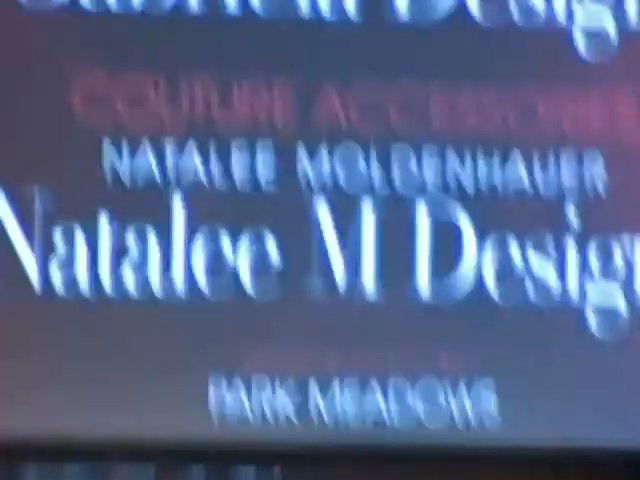 COUTURE ACCESSORIES
NATALEE MOLDENHAUER
Natalee M Design
PARK MEADOWS